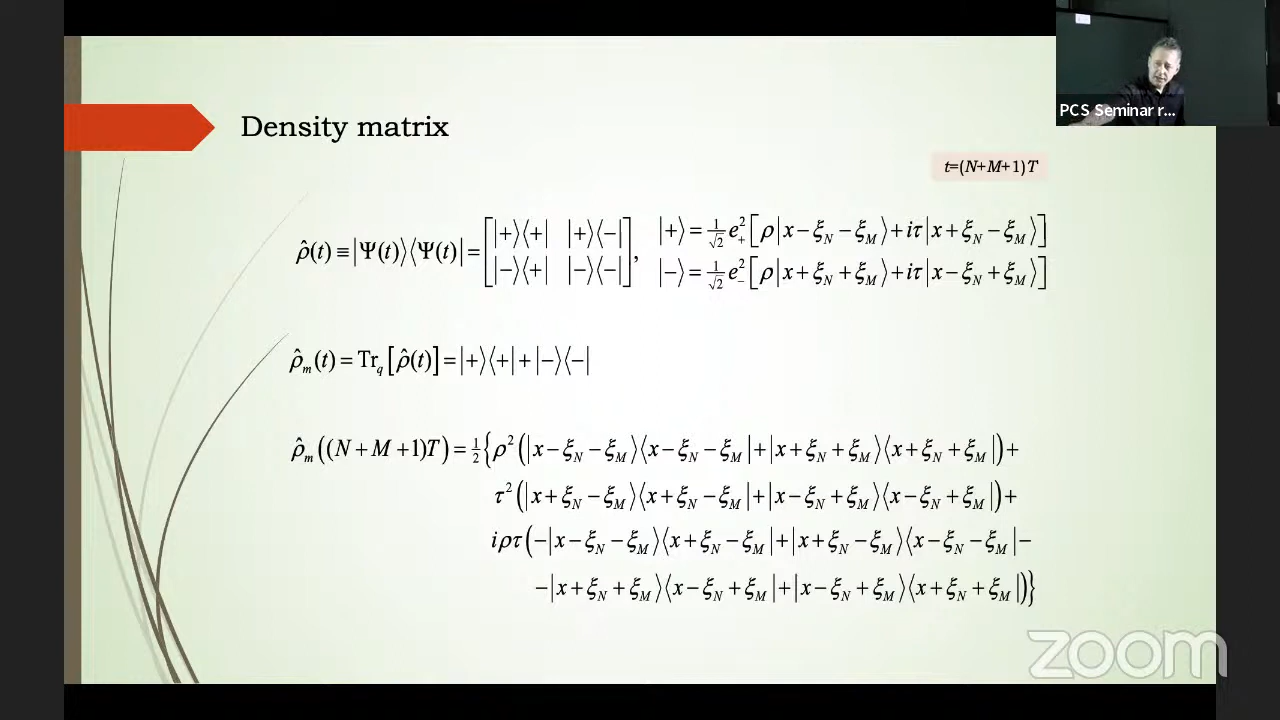 PCS Seminar r...
Density matrix
t=(N+M+1)T
ρ̂(t) ≡ |Ψ(t)⟩⟨Ψ(t)| = [|+⟩⟨+| |+⟩⟨−| |−⟩⟨+| |−⟩⟨−|],
|+⟩ = 1/√2 e₊² [ρ|x − ξ_N − ξ_M⟩ + iτ|x + ξ_N − ξ_M⟩]
|−⟩ = 1/√2 e₋² [ρ|x + ξ_N + ξ_M⟩ + iτ|x − ξ_N + ξ_M⟩]
ρ̂_m(t) = Tr_q[ρ̂(t)] = |+⟩⟨+| + |−⟩⟨−|
ρ̂_m((N + M + 1)T) = ½{ρ²(|x − ξ_N − ξ_M⟩⟨x − ξ_N − ξ_M| + |x + ξ_N + ξ_M⟩⟨x + ξ_N + ξ_M|) +
τ²(|x + ξ_N − ξ_M⟩⟨x + ξ_N − ξ_M| + |x − ξ_N + ξ_M⟩⟨x − ξ_N + ξ_M|) +
iρτ(−|x − ξ_N − ξ_M⟩⟨x + ξ_N − ξ_M| + |x + ξ_N − ξ_M⟩⟨x − ξ_N − ξ_M| −
−|x + ξ_N + ξ_M⟩⟨x − ξ_N + ξ_M| + |x − ξ_N + ξ_M⟩⟨x + ξ_N + ξ_M|)}
zoom